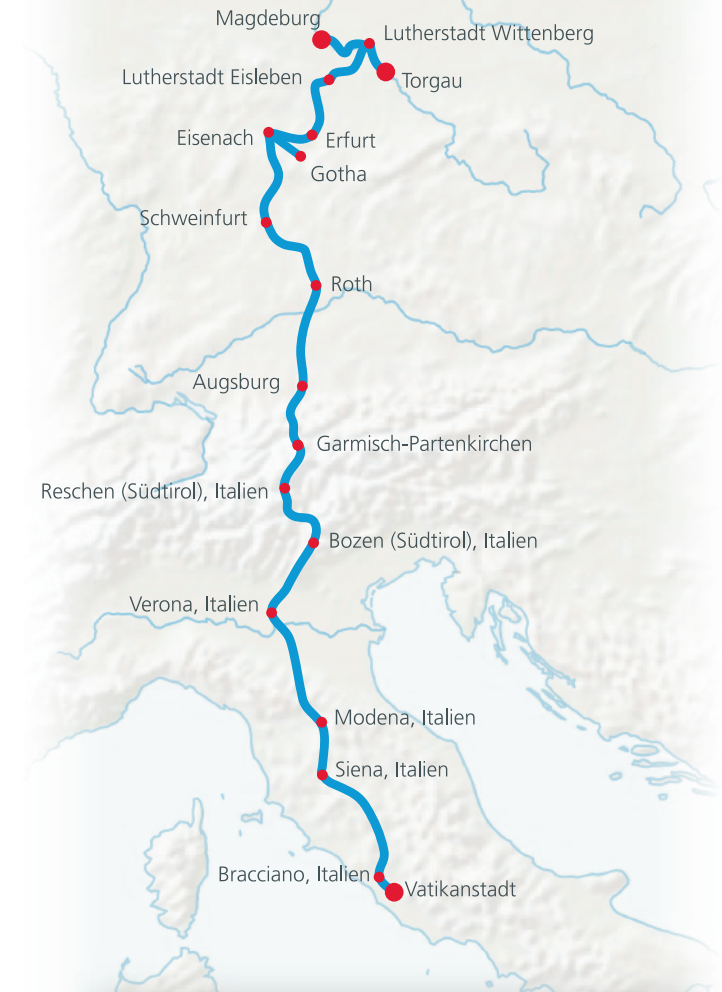 Magdeburg
Lutherstadt Wittenberg
Lutherstadt Eisleben
Torgau
Eisenach
Erfurt
Gotha
Schweinfurt
Roth
Augsburg
Garmisch-Partenkirchen
Reschen (Südtirol), Italien
Bozen (Südtirol), Italien
Verona, Italien
Modena, Italien
Siena, Italien
Bracciano, Italien
Vatikanstadt